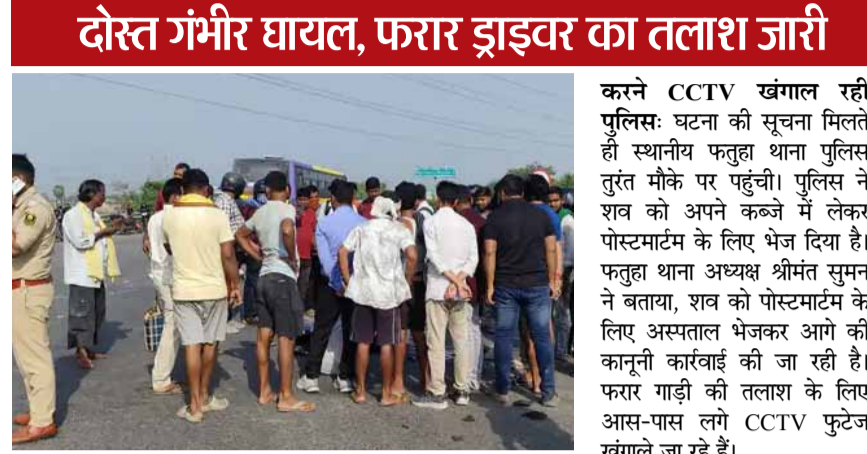 दोस्त गंभीर घायल, फरार ड्राइवर का तलाश जारी
करने CCTV खंगाल रही
पुलिसः घटना की सूचना मिलते
ही स्थानीय फतुहा थाना पुलिस
तुरंत मौके पर पहुंची। पुलिस ने
शव को अपने कब्जे में लेकर
पोस्टमार्टम के लिए भेज दिया है।
फतुहा थाना अध्यक्ष श्रीमंत सुमन
ने बताया, शव को पोस्टमार्टम के
लिए अस्पताल भेजकर आगे की
कानूनी कार्रवाई की जा रही है।
फरार गाड़ी की तलाश के लिए
आस-पास लगे CCTV फुटेज
खंगाले जा रहे हैं।